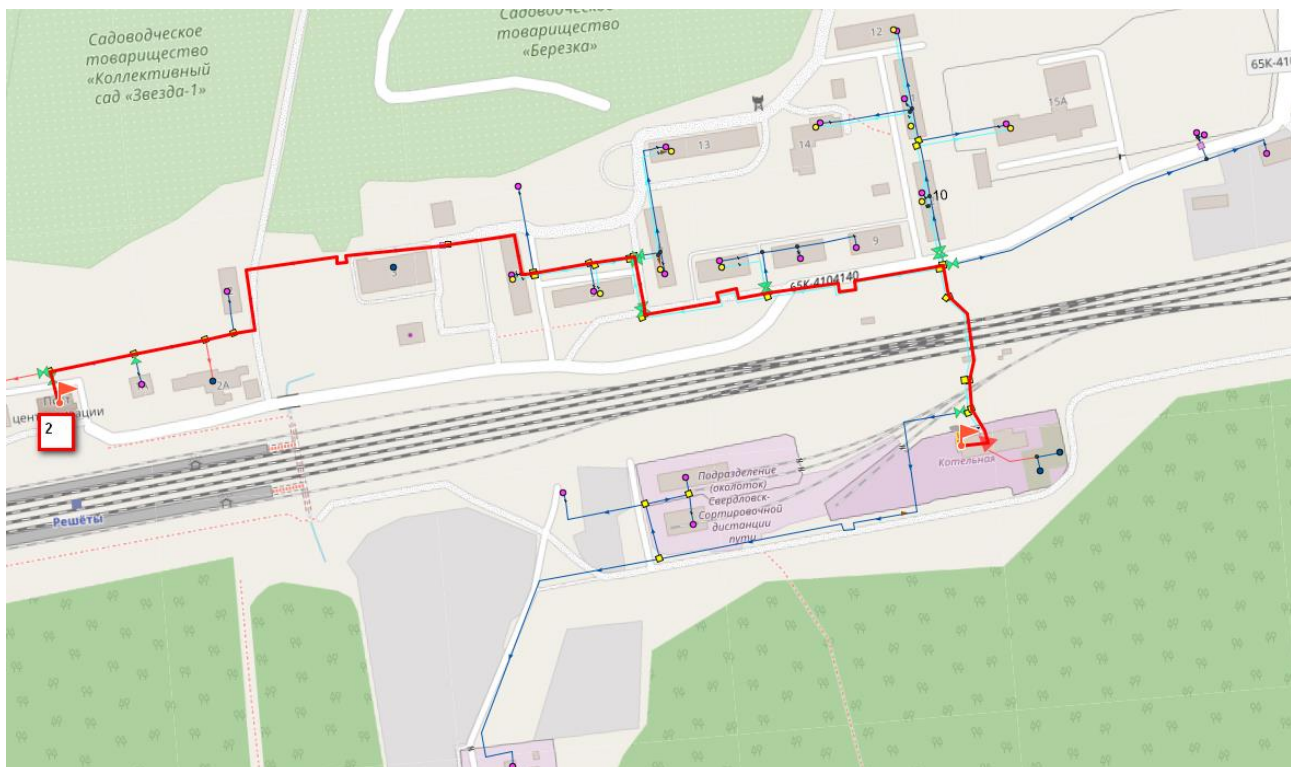 Садоводческое
товарищество
«Коллективный
сад «Звезда-1»
Садоводческое
товарищество
«Березка»
12
65К-410
15А
13
14
10
9
65К-4104140
2А
2
Котельная
Подразделение
(околоток)
Свердловск-
Сортировочной
дистанции
пути
Решёты